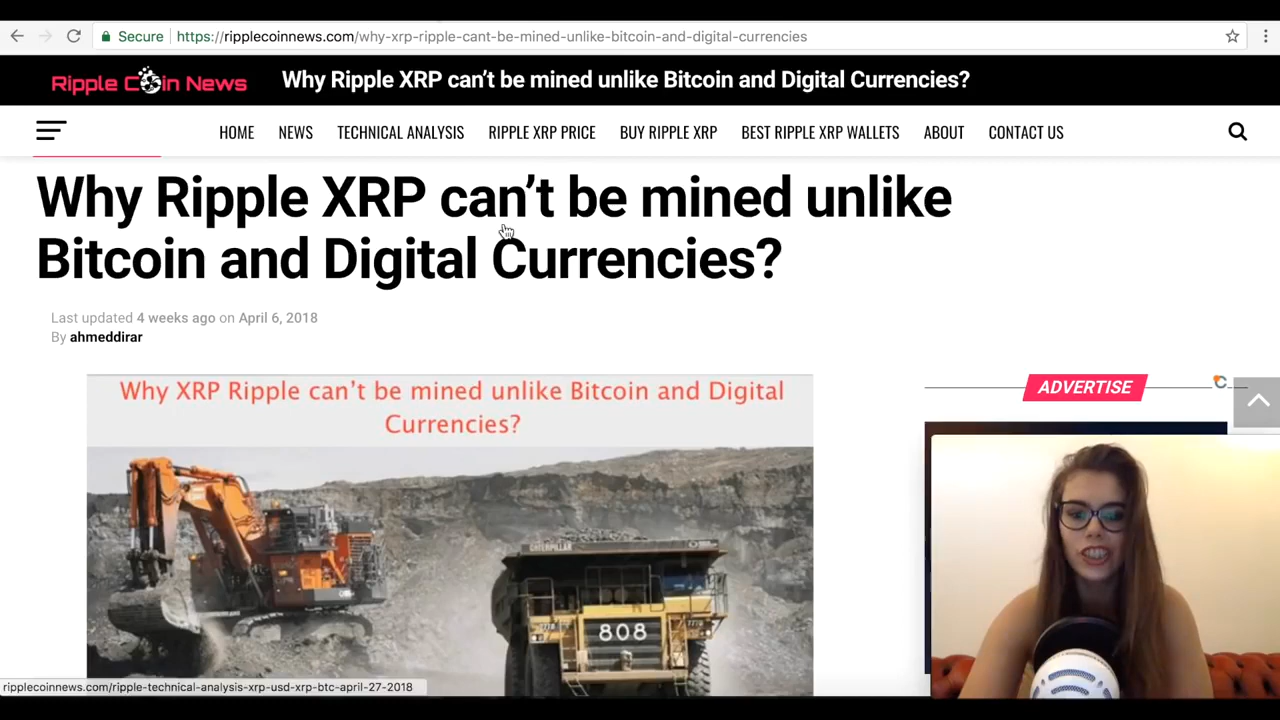 Secure
https://ripplecoinnews.com/why-xrp-ripple-cant-be-mined-unlike-bitcoin-and-digital-currencies
Ripple Coin News
Why Ripple XRP can't be mined unlike Bitcoin and Digital Currencies?
HOME NEWS TECHNICAL ANALYSIS RIPPLE XRP PRICE BUY RIPPLE XRP BEST RIPPLE XRP WALLETS ABOUT CONTACT US
Why Ripple XRP can't be mined unlike
Bitcoin and Digital Currencies?
Last updated 4 weeks ago on April 6, 2018
By ahmeddirar
Why XRP Ripple can't be mined unlike Bitcoin and Digital
Currencies?
ADVERTISE
CATERPILLAR
808
ripplecoinnews.com/ripple-technical-analysis-xrp-usd-xrp-btc-april-27-2018